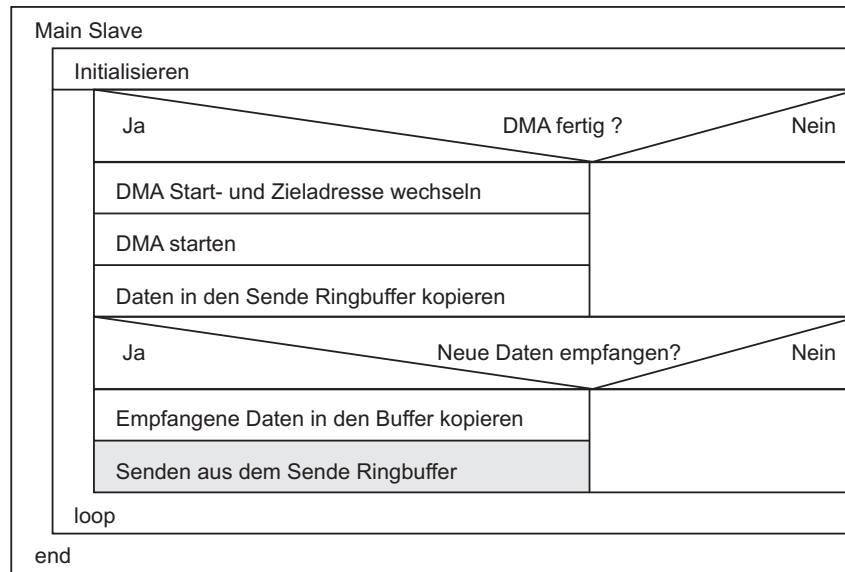 Main Slave
Initialisieren
Ja DMA fertig ? Nein
DMA Start- und Zieladresse wechseln
DMA starten
Daten in den Sende Ringbuffer kopieren
Ja Neue Daten empfangen? Nein
Empfangene Daten in den Buffer kopieren
Senden aus dem Sende Ringbuffer
loop
end